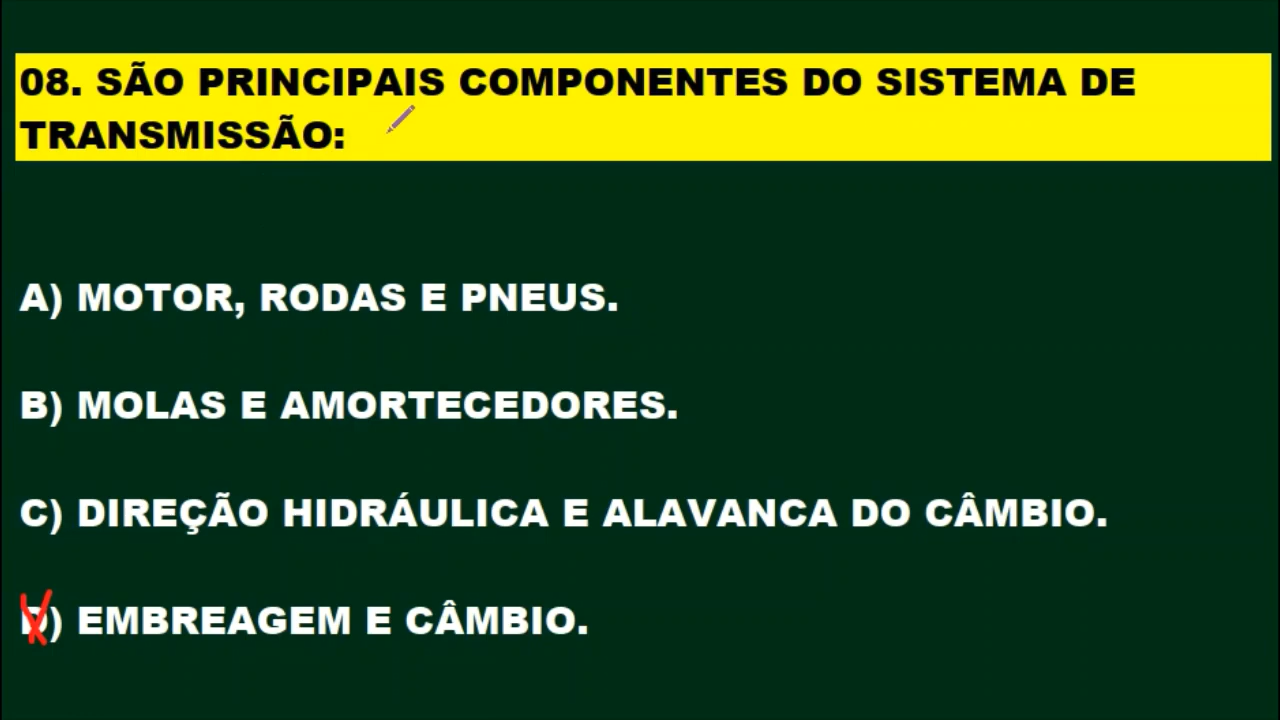 08. SÃO PRINCIPAIS COMPONENTES DO SISTEMA DE
TRANSMISSÃO:
A) MOTOR, RODAS E PNEUS.
B) MOLAS E AMORTECEDORES.
C) DIREÇÃO HIDRÁULICA E ALAVANCA DO CÂMBIO.
D) EMBREAGEM E CÂMBIO.